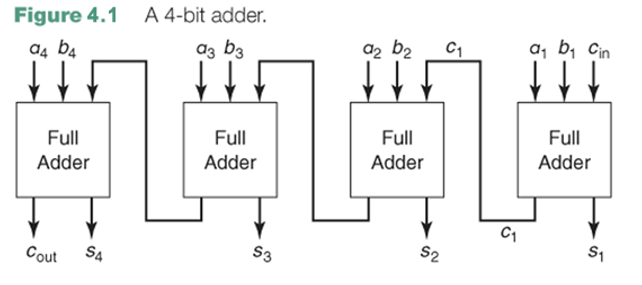 Figure 4.1 A 4-bit adder.
a4 b4 a3 b3 a2 b2 c1 a1 b1 cin
Full Adder
Full Adder
Full Adder
Full Adder
c1
cout s4 s3 s2 s1